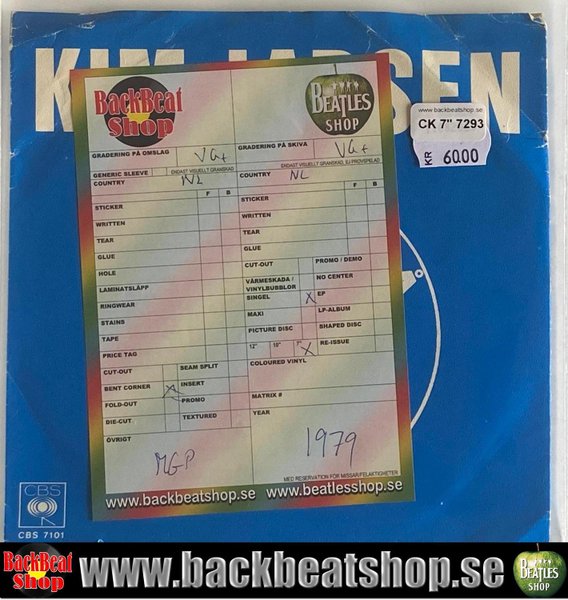 KIM LARSEN
BackBeat Shop
BEATLES SHOP
www.backbeatshop.se
CK 7" 7293
KR 60.00
GRADERING PÅ OMSLAG VG+
GRADERING PÅ SKIVA VG+
GENERIC SLEEVE ENDAST VISUELLT GRANSKAD
ENDAST VISUELLT GRANSKAD, EJ PROVSPELAD
COUNTRY NL
COUNTRY NL
F B
F B
STICKER
STICKER
WRITTEN
WRITTEN
TEAR
TEAR
GLUE
GLUE
HOLE
CUT-OUT PROMO / DEMO
LAMINATSLÄPP
VÄRMESKADA / VINYLBUBBLOR NO CENTER
RINGWEAR
SINGEL X EP
STAINS
MAXI LP-ALBUM
TAPE
PICTURE DISC SHAPED DISC
PRICE TAG
12" 10" 7" X RE-ISSUE
CUT-OUT SEAM SPLIT
COLOURED VINYL
BENT CORNER X INSERT
FOLD-OUT PROMO
MATRIX #
DIE-CUT TEXTURED
YEAR
ÖVRIGT
MGP
1979
MED RESERVATION FÖR MISSAR/FELAKTIGHETER
www.backbeatshop.se www.beatlesshop.se
CBS
CBS 7101
BackBeat Shop www.backbeatshop.se BEATLES SHOP